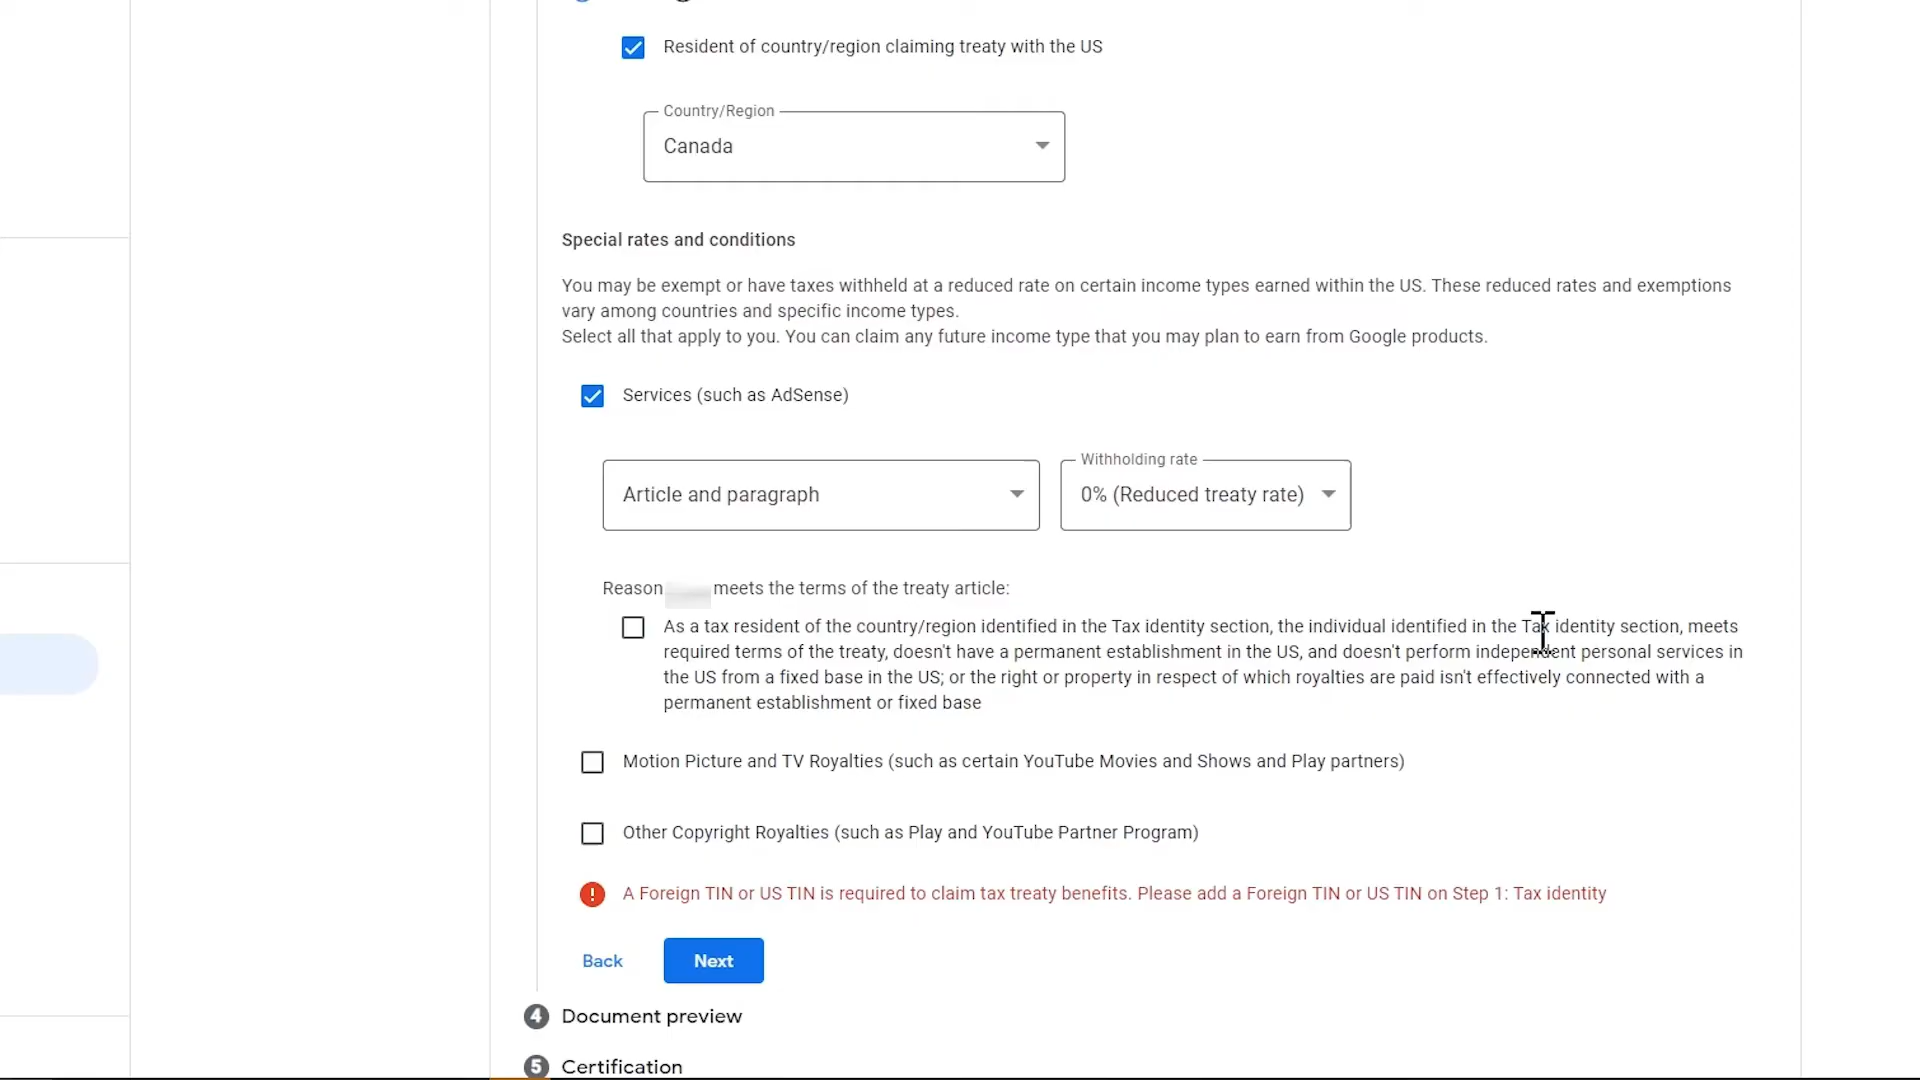 Resident of country/region claiming treaty with the US
Country/Region
Canada
Special rates and conditions
You may be exempt or have taxes withheld at a reduced rate on certain income types earned within the US. These reduced rates and exemptions
vary among countries and specific income types.
Select all that apply to you. You can claim any future income type that you may plan to earn from Google products.
Services (such as AdSense)
Withholding rate
Article and paragraph
0% (Reduced treaty rate)
Reason meets the terms of the treaty article:
As a tax resident of the country/region identified in the Tax identity section, the individual identified in the Tax identity section, meets
required terms of the treaty, doesn't have a permanent establishment in the US, and doesn't perform independent personal services in
the US from a fixed base in the US; or the right or property in respect of which royalties are paid isn't effectively connected with a
permanent establishment or fixed base
Motion Picture and TV Royalties (such as certain YouTube Movies and Shows and Play partners)
Other Copyright Royalties (such as Play and YouTube Partner Program)
! A Foreign TIN or US TIN is required to claim tax treaty benefits. Please add a Foreign TIN or US TIN on Step 1: Tax identity
Back
Next
4 Document preview
5 Certification